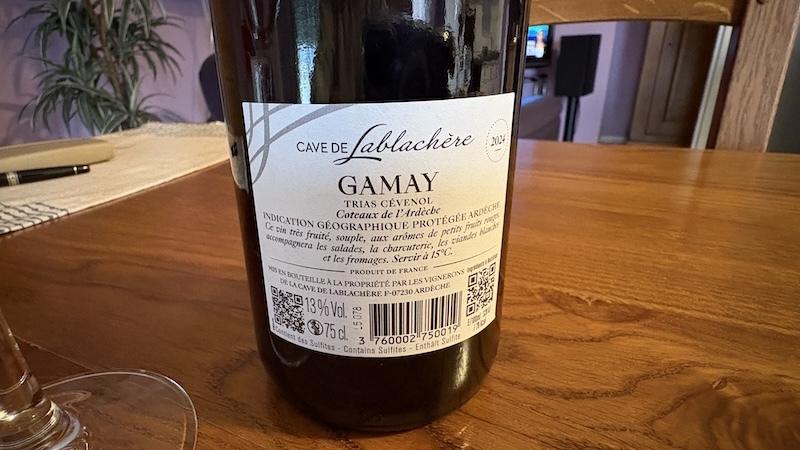 CAVE DE Lablachère
2024
GAMAY
TRIAS CÉVENOL
Coteaux de l'Ardèche
INDICATION GÉOGRAPHIQUE PROTÉGÉE ARDÈCHE
Ce vin très fruité, souple, aux arômes de petits fruits rouges,
accompagnera les salades, la charcuterie, les viandes blanches
et les fromages. Servir à 15°C.
PRODUIT DE FRANCE
MIS EN BOUTEILLE À LA PROPRIÉTÉ PAR LES VIGNERONS
DE LA CAVE DE LABLACHÈRE F-07230 ARDÈCHE
13% Vol.
75 cl
3 760002 750019
Contient des Sulfites - Contains Sulfites - Enthält Sulfite